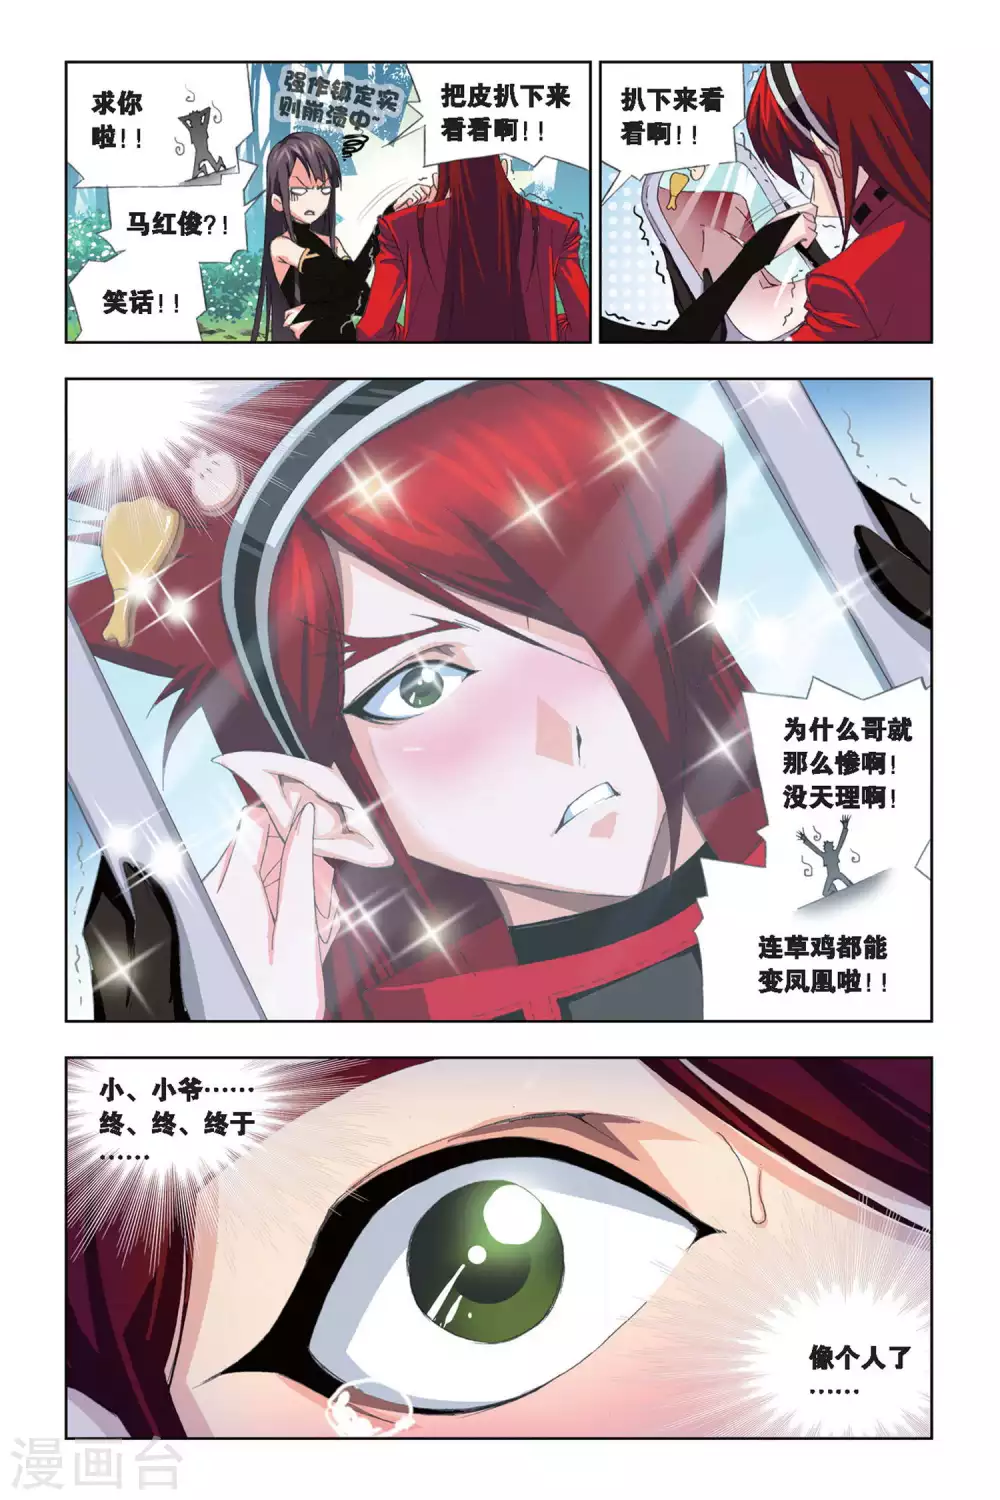 求你
啦！！
强作镇定实
则崩溃中~
把皮扒下来
看看啊！！
马红俊？！
笑话！！
扒下来看
看啊！！
为什么哥就
那么惨啊！
没天理啊！
连草鸡都能
变凤凰啦！！
小、小爷……
终、终、终于
……
像个人了
……
漫画台